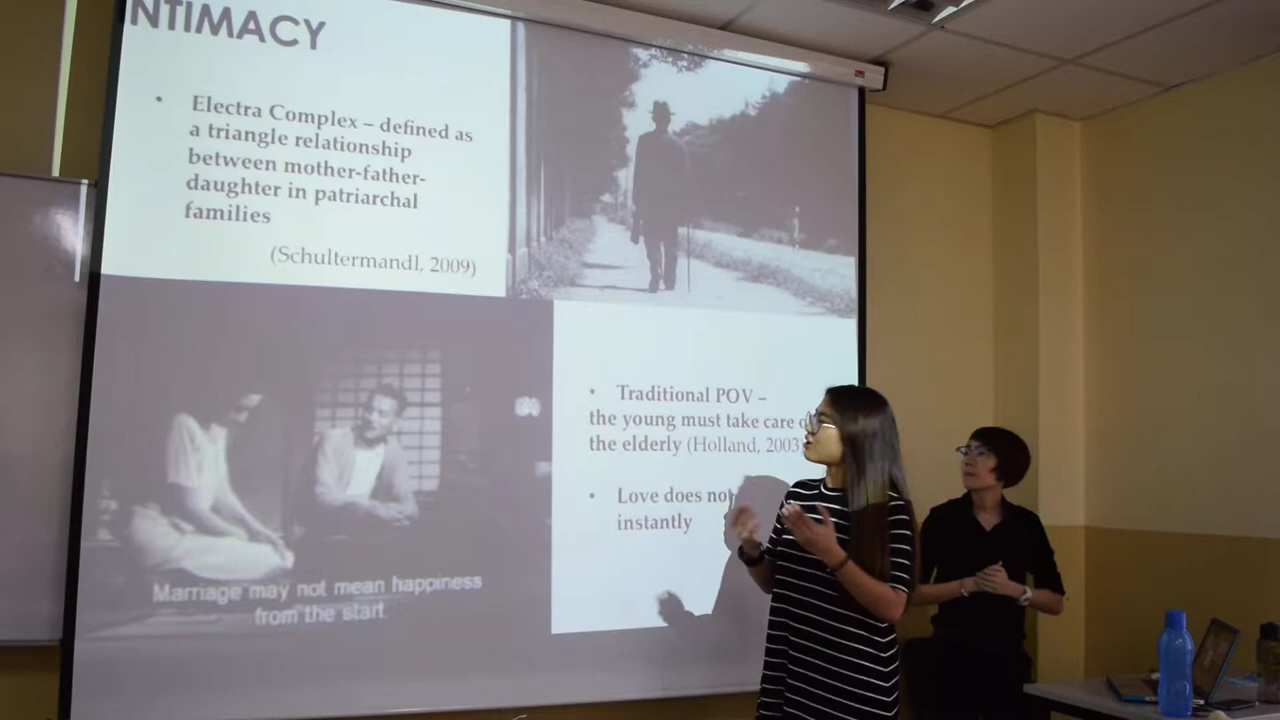 NTIMACY
• Electra Complex – defined as
a triangle relationship
between mother-father-
daughter in patriarchal
families
(Schultermandl, 2009)
• Traditional POV –
the young must take care
the elderly (Holland, 2003
• Love does not
instantly
Marriage may not mean happiness
from the start